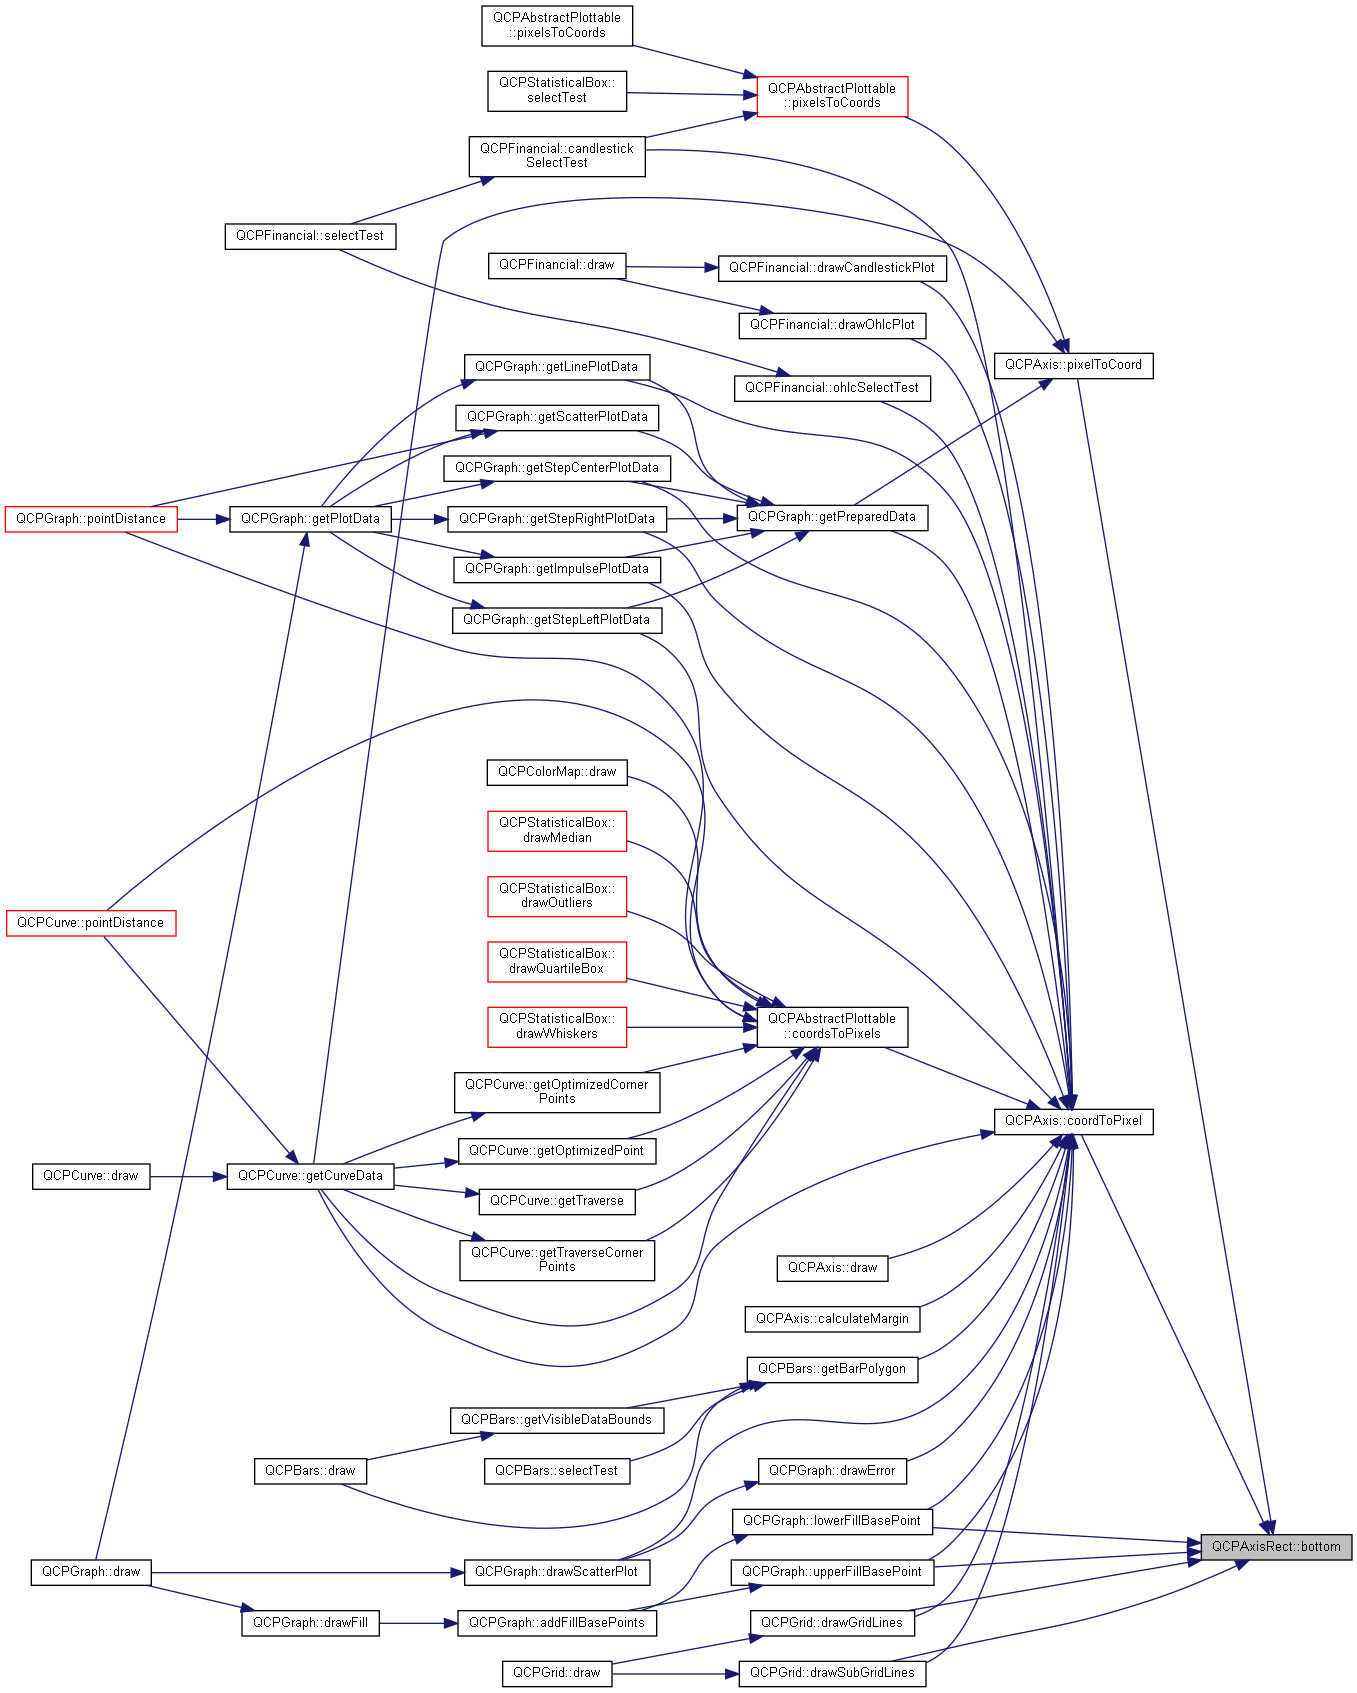 QCPAbstractPlottable
::pixelsToCoords
QCPStatisticalBox::
selectTest
QCPAbstractPlottable
::pixelsToCoords
QCPFinancial::candlestick
SelectTest
QCPFinancial::selectTest
QCPFinancial::draw
QCPFinancial::drawCandlestickPlot
QCPFinancial::drawOhlcPlot
QCPGraph::getLinePlotData
QCPAxis::pixelToCoord
QCPFinancial::ohlcSelectTest
QCPGraph::getScatterPlotData
QCPGraph::getStepCenterPlotData
QCPGraph::pointDistance
QCPGraph::getPlotData
QCPGraph::getStepRightPlotData
QCPGraph::getPreparedData
QCPGraph::getImpulsePlotData
QCPGraph::getStepLeftPlotData
QCPColorMap::draw
QCPStatisticalBox::
drawMedian
QCPStatisticalBox::
drawOutliers
QCPCurve::pointDistance
QCPStatisticalBox::
drawQuartileBox
QCPStatisticalBox::
drawWhiskers
QCPAbstractPlottable
::coordsToPixels
QCPCurve::getOptimizedCorner
Points
QCPAxis::coordToPixel
QCPCurve::getOptimizedPoint
QCPCurve::draw
QCPCurve::getCurveData
QCPCurve::getTraverse
QCPCurve::getTraverseCorner
Points
QCPAxis::draw
QCPAxis::calculateMargin
QCPBars::getBarPolygon
QCPBars::getVisibleDataBounds
QCPBars::draw
QCPBars::selectTest
QCPGraph::drawError
QCPGraph::lowerFillBasePoint
QCPAxisRect::bottom
QCPGraph::draw
QCPGraph::drawScatterPlot
QCPGraph::upperFillBasePoint
QCPGraph::drawFill
QCPGraph::addFillBasePoints
QCPGrid::drawGridLines
QCPGrid::draw
QCPGrid::drawSubGridLines